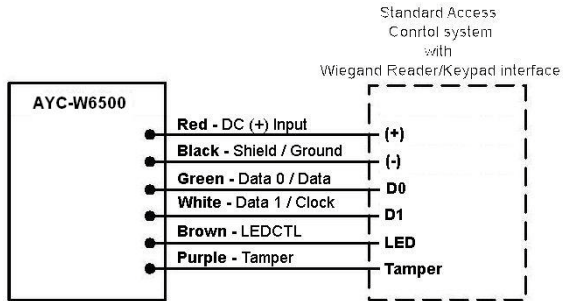 Standard Access
Conrtol system
with
Wiegand Reader/Keypad interface
AYC-W6500
Red - DC (+) Input
(+)
Black - Shield / Ground
(-)
Green - Data 0 / Data
D0
White - Data 1 / Clock
D1
Brown - LEDCTL
LED
Purple - Tamper
Tamper